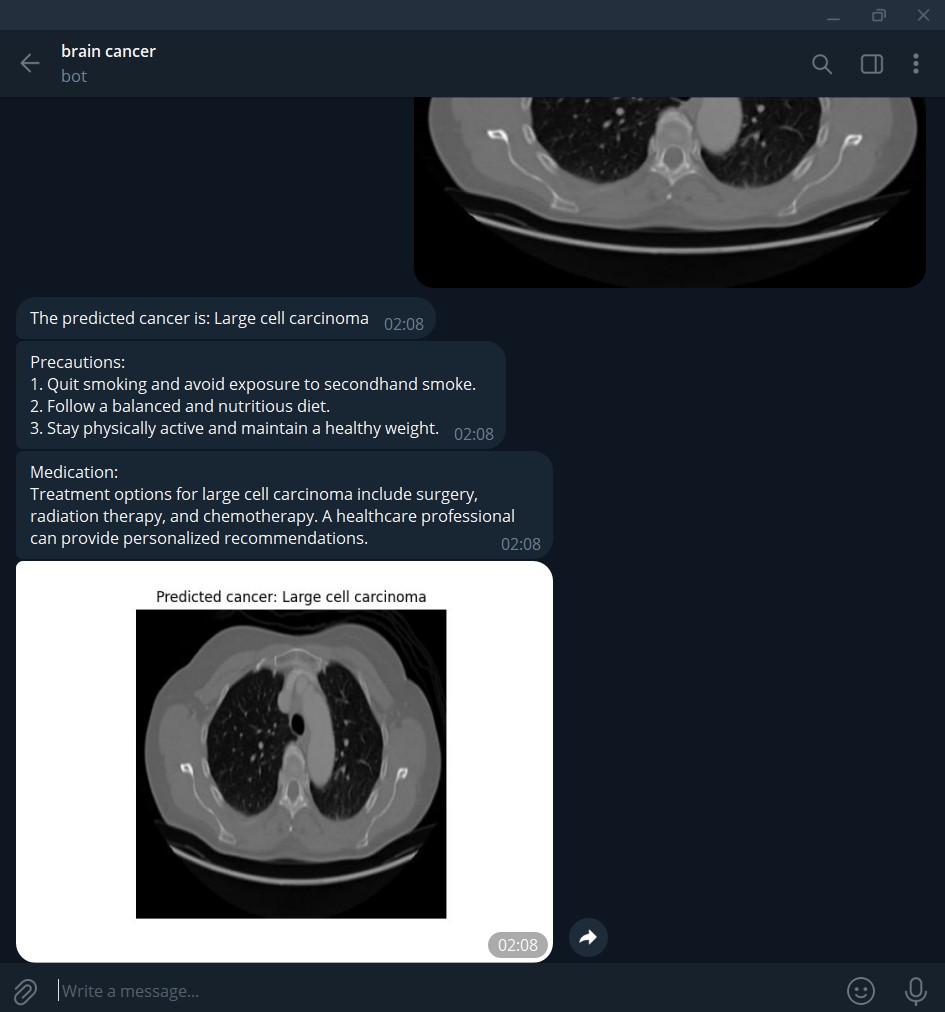 brain cancer
bot
The predicted cancer is: Large cell carcinoma 02:08
Precautions:
1. Quit smoking and avoid exposure to secondhand smoke.
2. Follow a balanced and nutritious diet.
3. Stay physically active and maintain a healthy weight. 02:08
Medication:
Treatment options for large cell carcinoma include surgery,
radiation therapy, and chemotherapy. A healthcare professional
can provide personalized recommendations. 02:08
Predicted cancer: Large cell carcinoma
02:08
Write a message...